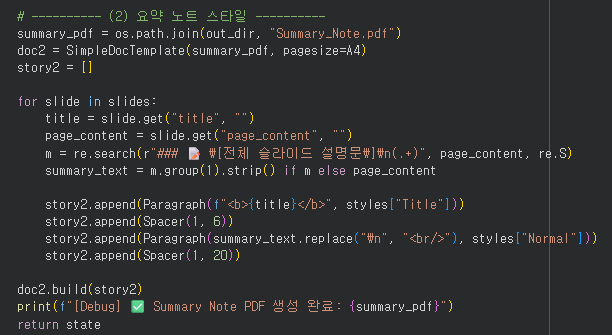 # ---------- (2) 요약 노트 스타일 ----------
summary_pdf = os.path.join(out_dir, "Summary_Note.pdf")
doc2 = SimpleDocTemplate(summary_pdf, pagesize=A4)
story2 = []
for slide in slides:
title = slide.get("title", "")
page_content = slide.get("page_content", "")
m = re.search(r"### 📝 ₩[전체 슬라이드 설명문₩]₩n(.+)", page_content, re.S)
summary_text = m.group(1).strip() if m else page_content
story2.append(Paragraph(f"<b>{title}</b>", styles["Title"]))
story2.append(Spacer(1, 6))
story2.append(Paragraph(summary_text.replace("₩n", "<br/>"), styles["Normal"]))
story2.append(Spacer(1, 20))
doc2.build(story2)
print(f"[Debug] ✅ Summary Note PDF 생성 완료: {summary_pdf}")
return state